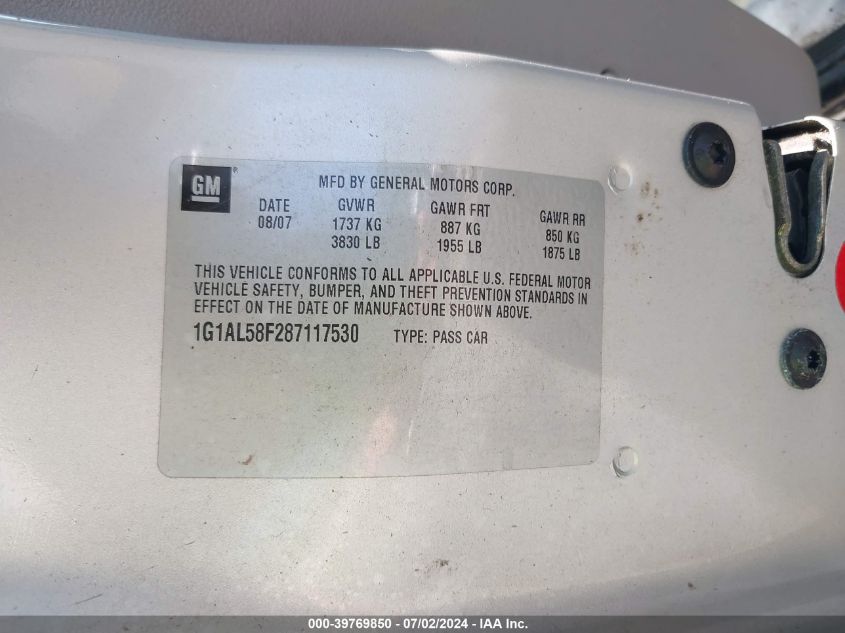 GM ®
MFD BY GENERAL MOTORS CORP.
DATE GVWR GAWR FRT GAWR RR
08/07 1737 KG 887 KG 850 KG
3830 LB 1955 LB 1875 LB
THIS VEHICLE CONFORMS TO ALL APPLICABLE U.S. FEDERAL MOTOR
VEHICLE SAFETY, BUMPER, AND THEFT PREVENTION STANDARDS IN
EFFECT ON THE DATE OF MANUFACTURE SHOWN ABOVE.
1G1AL58F287117530 TYPE: PASS CAR
000-39769850 - 07/02/2024 - IAA Inc.